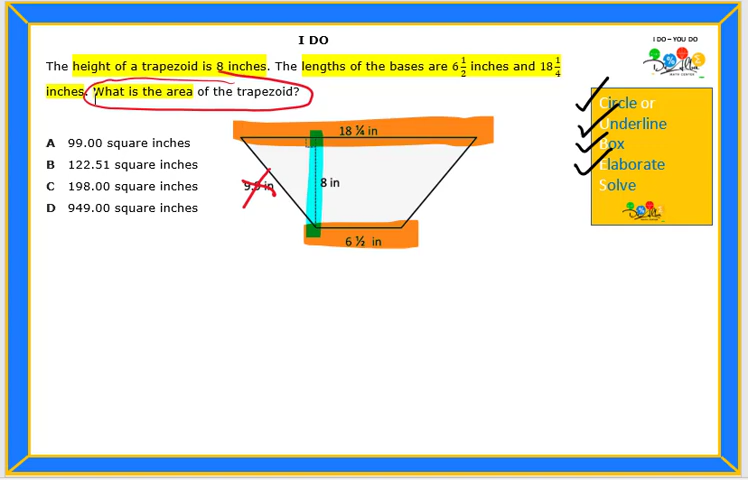 I DO
I DO – YOU DO
The height of a trapezoid is 8 inches. The lengths of the bases are 6 1/2 inches and 18 1/4
inches. What is the area of the trapezoid?
A 99.00 square inches
B 122.51 square inches
C 198.00 square inches
D 949.00 square inches
18 ¼ in
8 in
6 ½ in
Circle or
Underline
Box
Elaborate
Solve